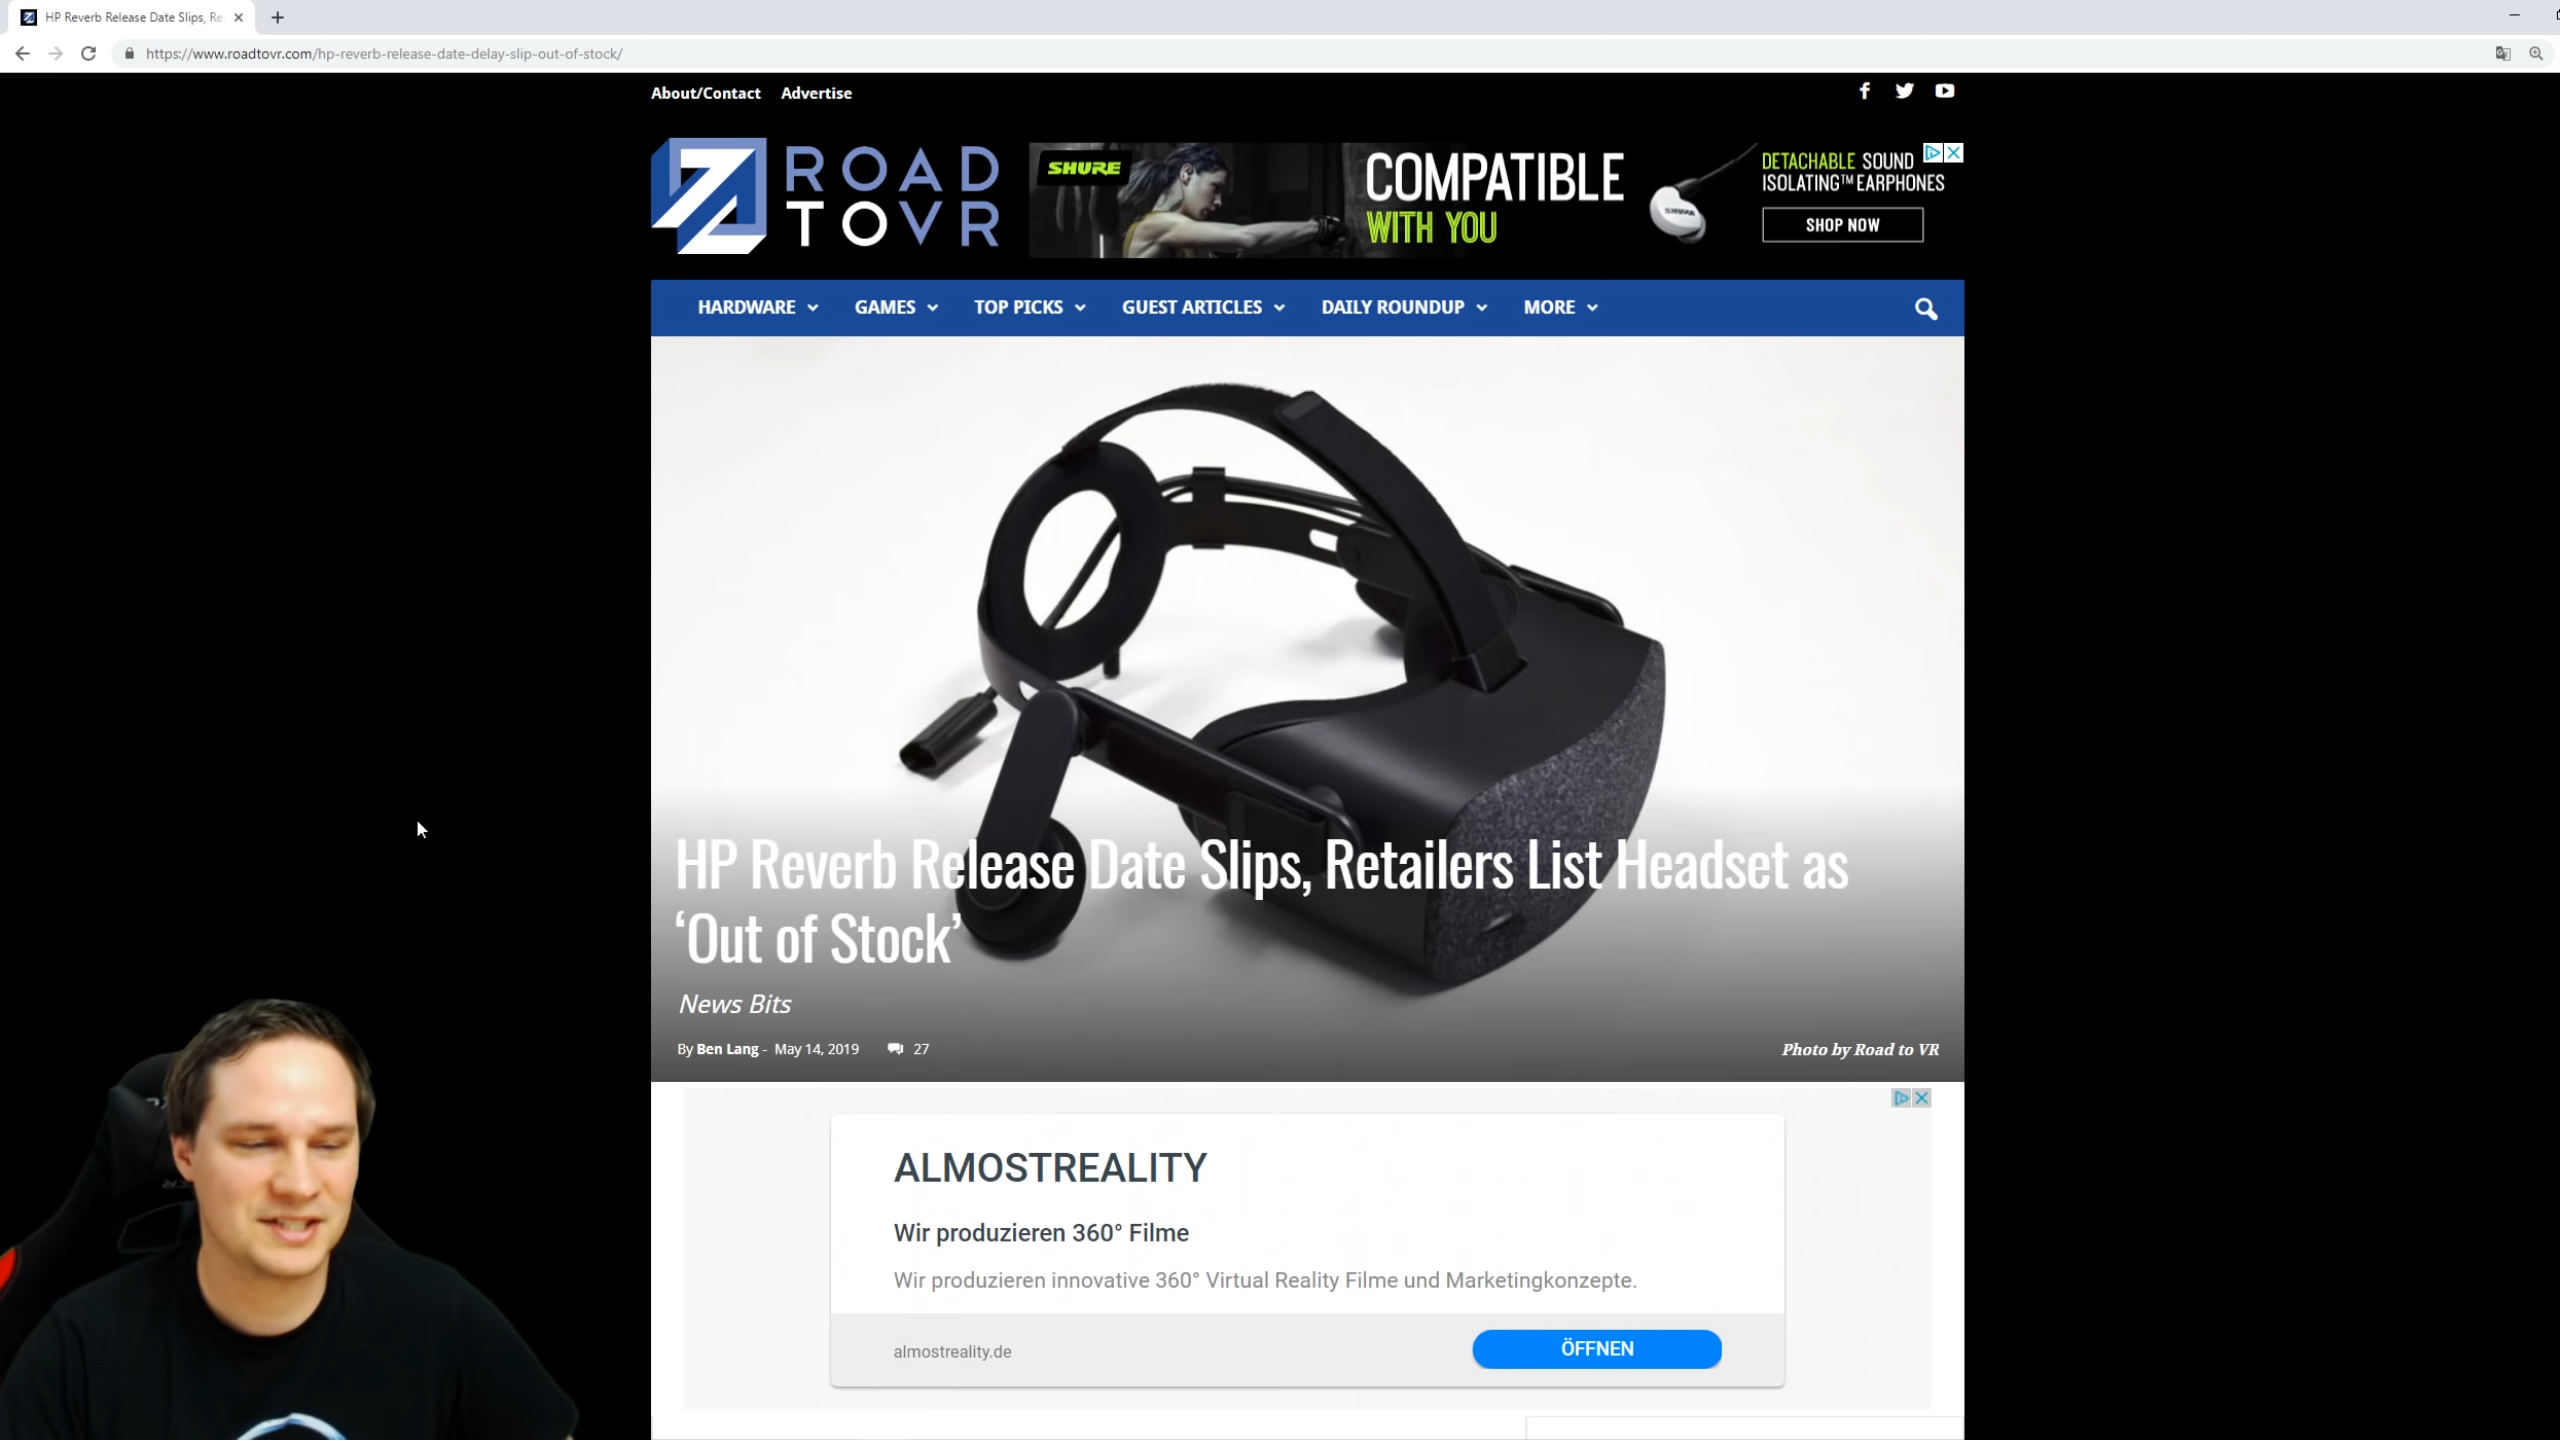 HP Reverb Release Date Slips, Re
https://www.roadtovr.com/hp-reverb-release-date-delay-slip-out-of-stock/
About/Contact Advertise
ROAD
TOVR
SHURE
COMPATIBLE
WITH YOU
SHURE
DETACHABLE SOUND
ISOLATING™ EARPHONES
SHOP NOW
HARDWARE GAMES TOP PICKS GUEST ARTICLES DAILY ROUNDUP MORE
HP Reverb Release Date Slips, Retailers List Headset as
‘Out of Stock’
News Bits
By Ben Lang - May 14, 2019 27
Photo by Road to VR
ALMOSTREALITY
Wir produzieren 360° Filme
Wir produzieren innovative 360° Virtual Reality Filme und Marketingkonzepte.
almostreality.de
ÖFFNEN